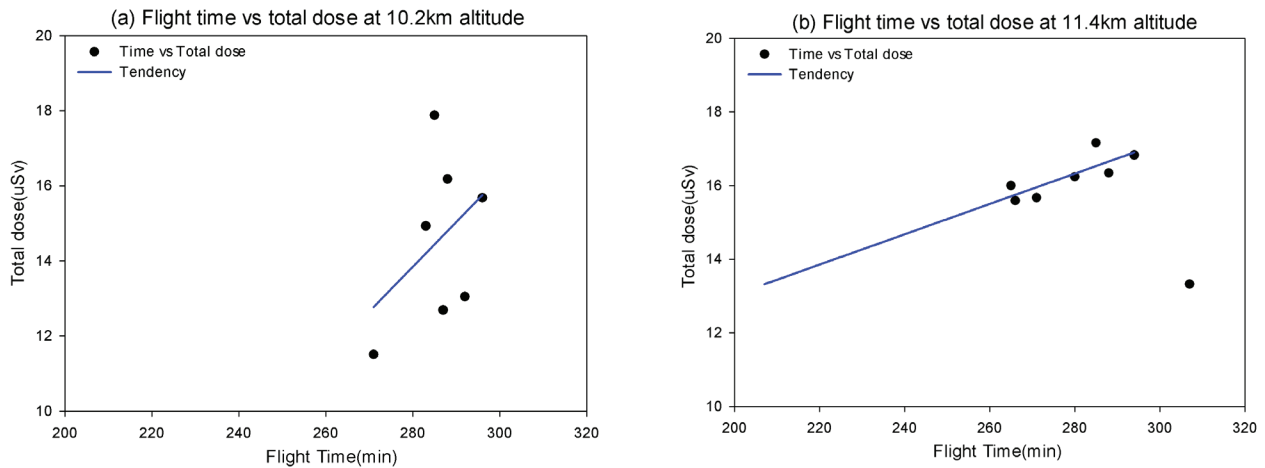 (a) Flight time vs total dose at 10.2km altitude
20
18
16
14
12
10
Total dose(uSv)
Time vs Total dose
Tendency
200
220
240
260
280
300
320
Flight Time(min)
(b) Flight time vs total dose at 11.4km altitude
20
18
16
14
12
10
Total dose(uSv)
Time vs Total dose
Tendency
200
220
240
260
280
300
320
Flight Time(min)